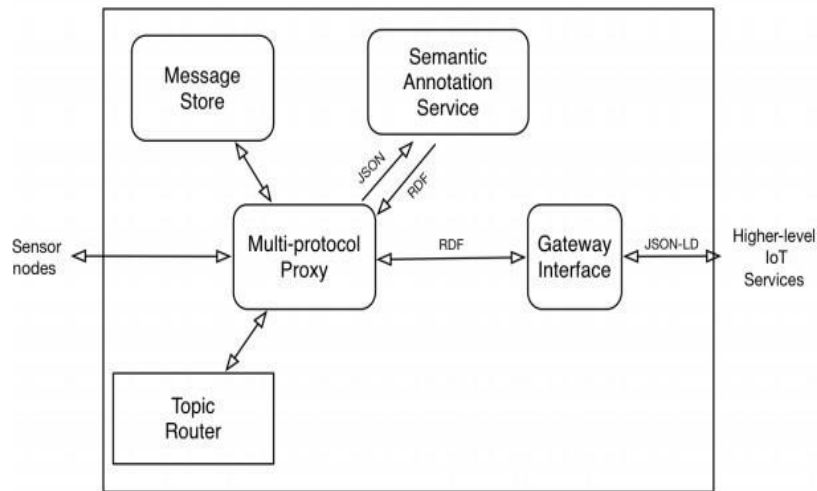 Message
Store
Semantic
Annotation
Service
JSON
RDF
Sensor
nodes
Multi-protocol
Proxy
RDF
Gateway
Interface
JSON-LD
Higher-level
IoT
Services
Topic
Router